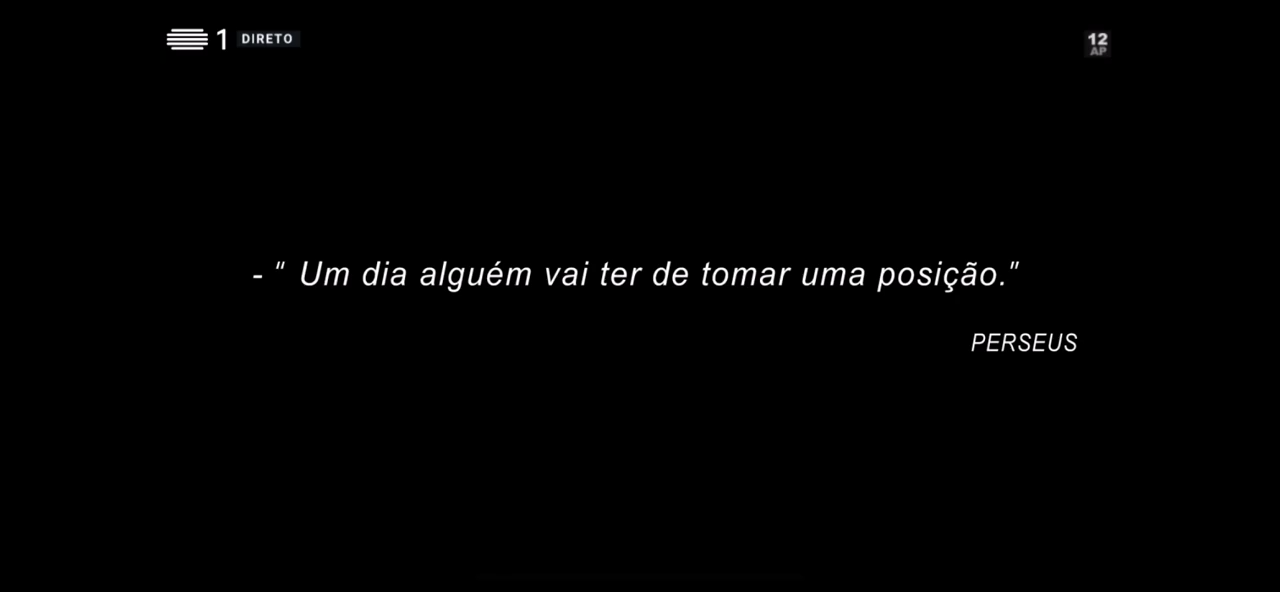 1 DIRETO
12
AP
- “ Um dia alguém vai ter de tomar uma posição.”
PERSEUS